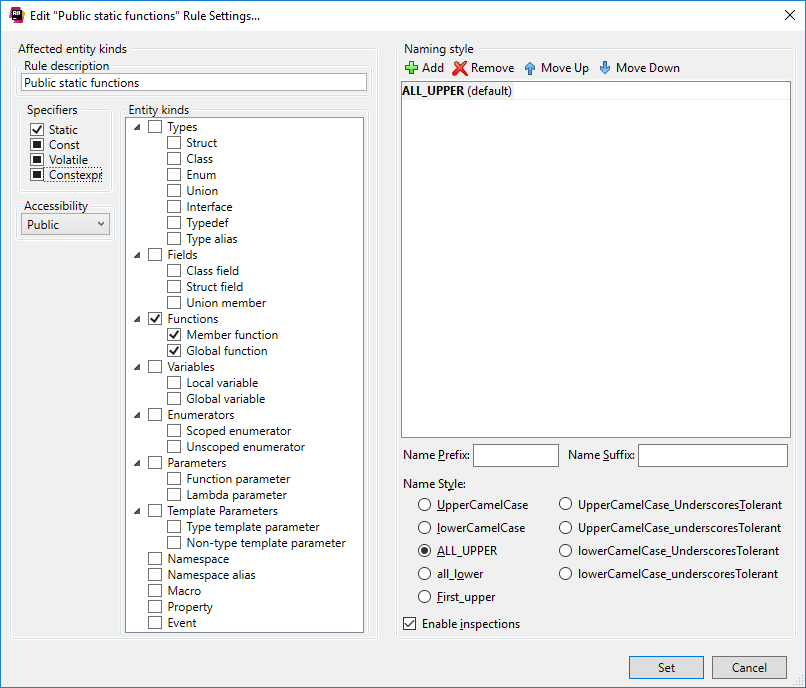 Edit "Public static functions" Rule Settings...
Affected entity kinds
Rule description
Public static functions
Specifiers
Static
Const
Volatile
Constexpr
Accessibility
Public
Entity kinds
Types
Struct
Class
Enum
Union
Interface
Typedef
Type alias
Fields
Class field
Struct field
Union member
Functions
Member function
Global function
Variables
Local variable
Global variable
Enumerators
Scoped enumerator
Unscoped enumerator
Parameters
Function parameter
Lambda parameter
Template Parameters
Type template parameter
Non-type template parameter
Namespace
Namespace alias
Macro
Property
Event
Naming style
Add Remove Move Up Move Down
ALL_UPPER (default)
Name Prefix: Name Suffix:
Name Style:
UpperCamelCase UpperCamelCase_UnderscoresTolerant
lowerCamelCase UpperCamelCase_underscoresTolerant
ALL_UPPER lowerCamelCase_UnderscoresTolerant
all_lower lowerCamelCase_underscoresTolerant
First_upper
Enable inspections
Set Cancel